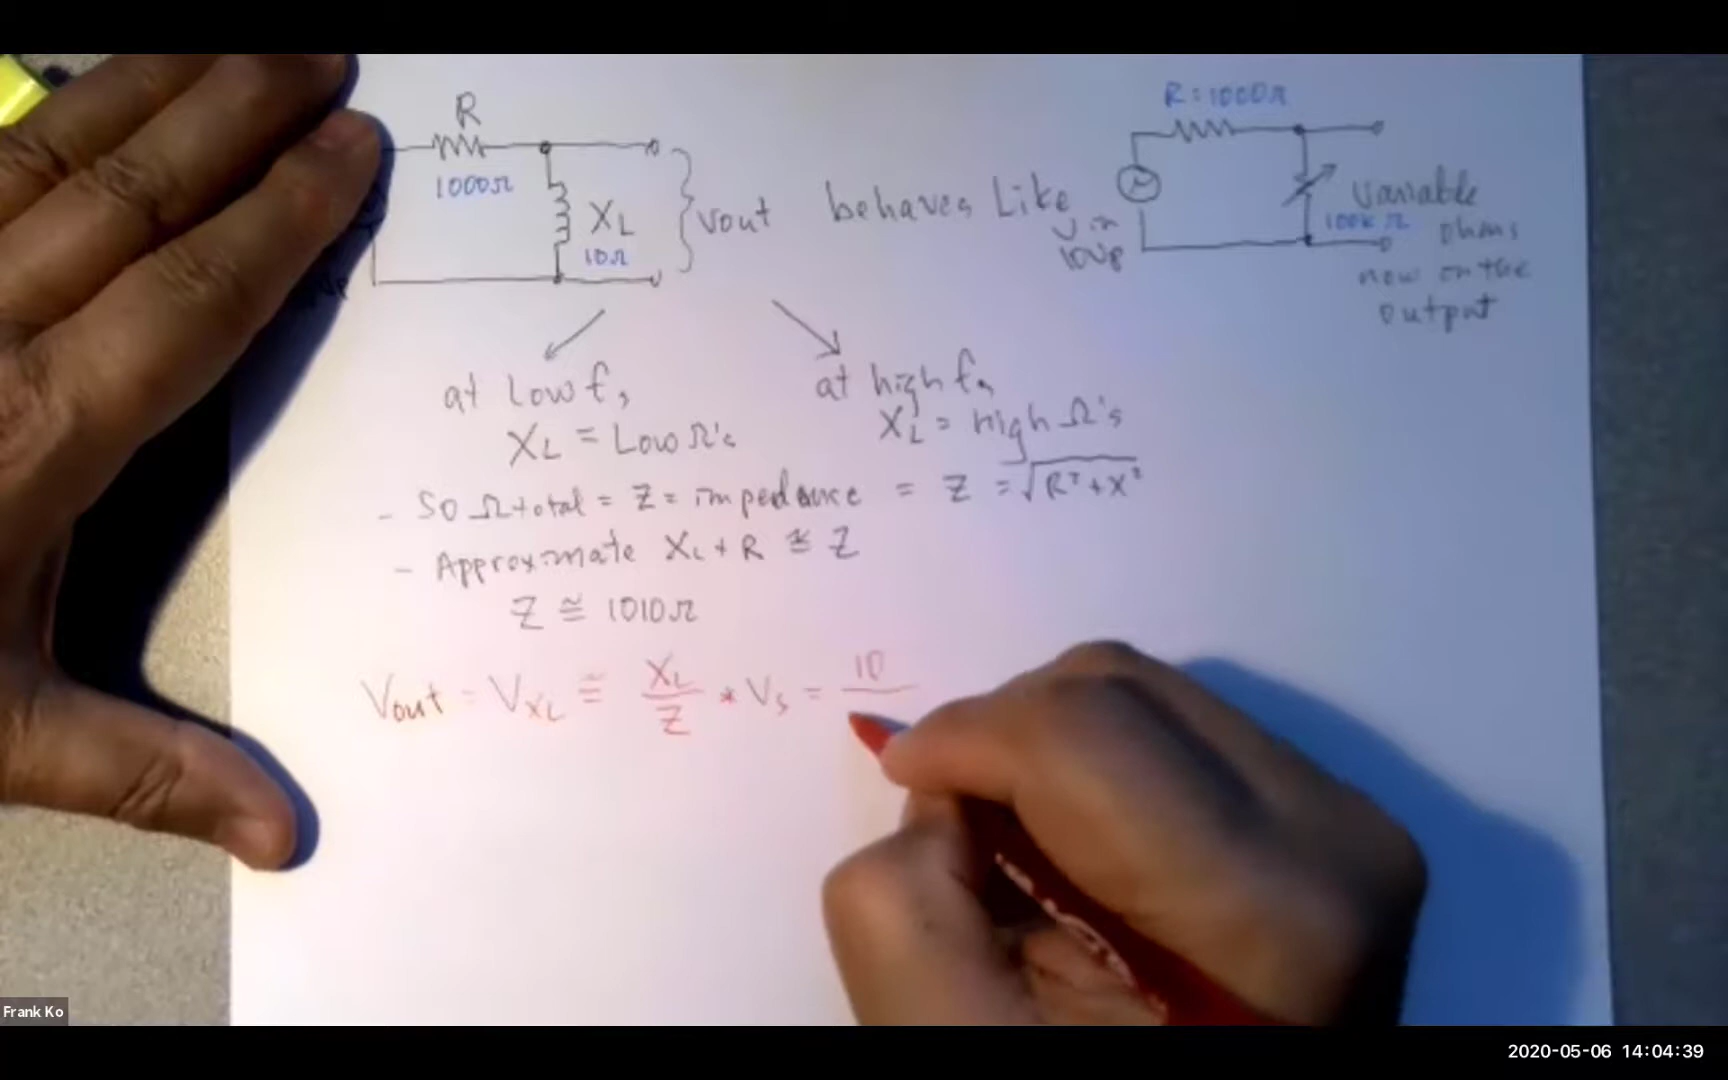 R
1000Ω
XL
10Ω
Vout
behaves Like
R = 1000Ω
Vin
10Vp
Variable
100K Ω ohms
now on the
output
at Low f,
XL = Low Ω's
at high f,
XL = High Ω's
- SO Ω total = Z = impedance = Z = √R²+X²
- Approximate XL + R ≅ Z
Z ≅ 1010Ω
Vout = VXL ≅ XL/Z * Vs = 10
Frank Ko
2020-05-06 14:04:39